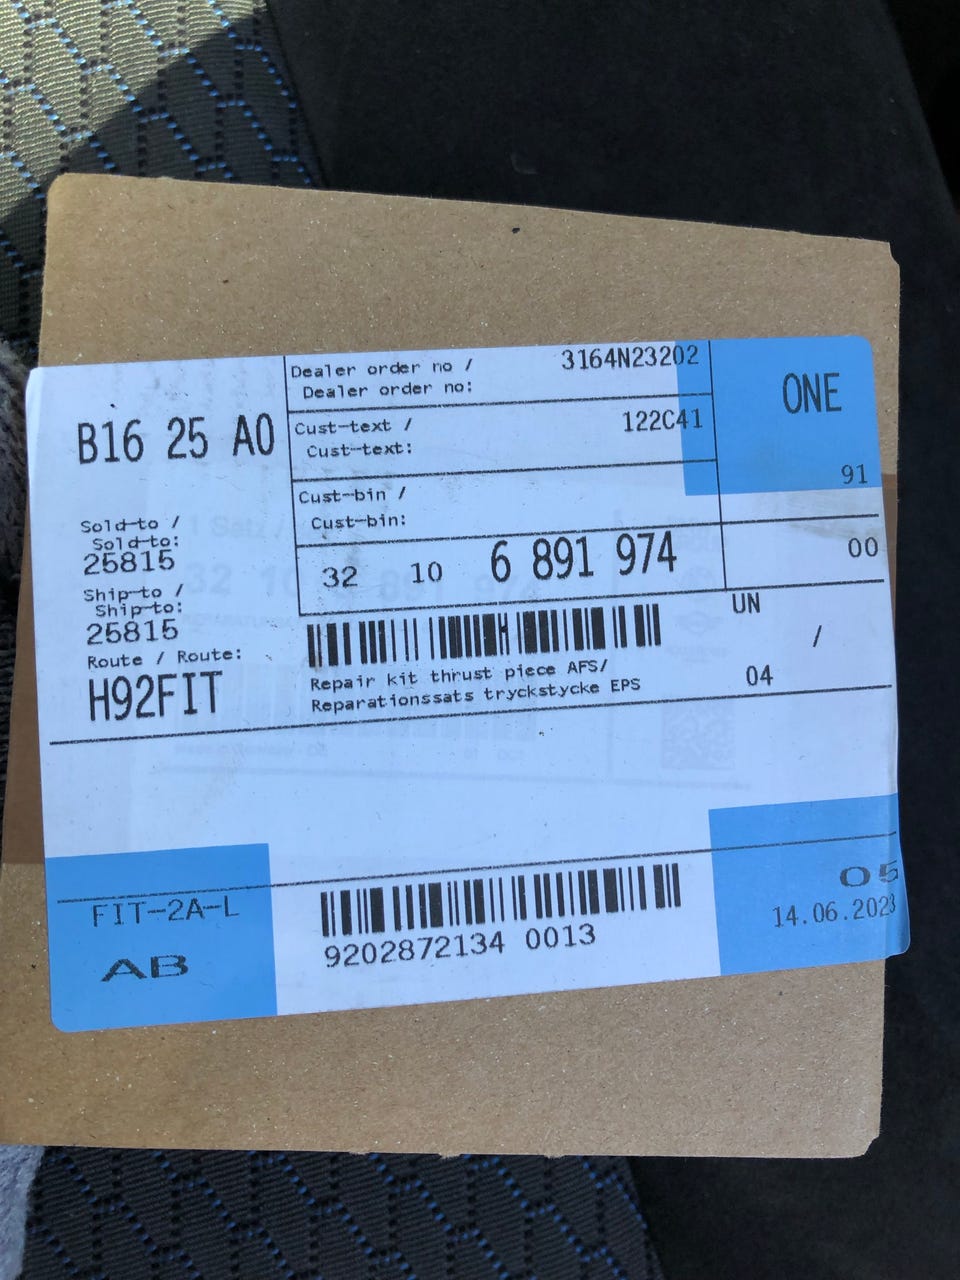 B16 25 A0
Dealer order no / 3164N23202
Dealer order no:
Cust-text / 122C41
Cust-text:
Cust-bin /
Cust-bin:
ONE
91
Sold-to /
Sold-to:
25815
Ship-to /
Ship-to:
25815
Route / Route:
H92FIT
32 10 6 891 974
00
UN
/
04
Repair kit thrust piece AFS/
Reparationssats tryckstycke EPS
FIT-2A-L
AB
9202872134 0013
05
14.06.2023